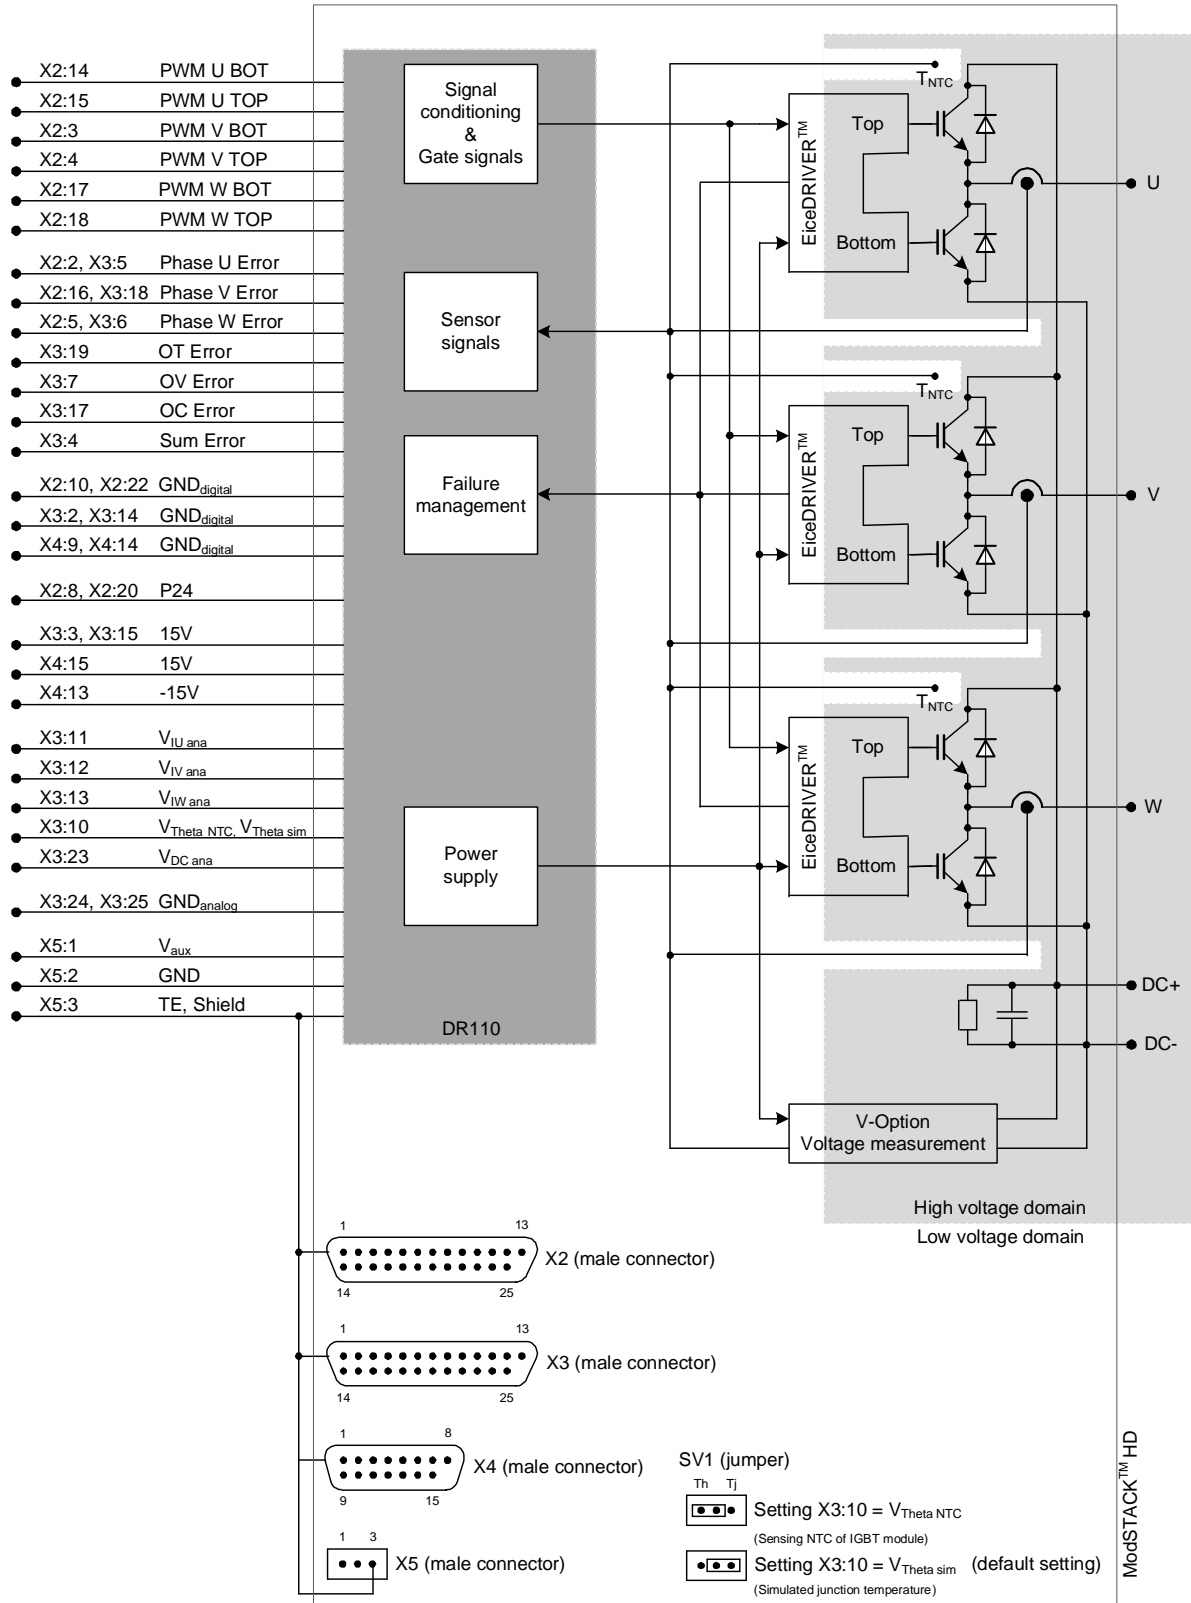 X2:14 PWM U BOT
X2:15 PWM U TOP
X2:3 PWM V BOT
X2:4 PWM V TOP
X2:17 PWM W BOT
X2:18 PWM W TOP
X2:2, X3:5 Phase U Error
X2:16, X3:18 Phase V Error
X2:5, X3:6 Phase W Error
X3:19 OT Error
X3:7 OV Error
X3:17 OC Error
X3:4 Sum Error
X2:10, X2:22 GNDdigital
X3:2, X3:14 GNDdigital
X4:9, X4:14 GNDdigital
X2:8, X2:20 P24
X3:3, X3:15 15V
X4:15 15V
X4:13 -15V
X3:11 VIU ana
X3:12 VIV ana
X3:13 VIW ana
X3:10 VTheta NTC, VTheta sim
X3:23 VDC ana
X3:24, X3:25 GNDanalog
X5:1 Vaux
X5:2 GND
X5:3 TE, Shield
Signal
conditioning
&
Gate signals
Sensor
signals
Failure
management
Power
supply
DR110
TNTC
EiceDRIVER™
Top
Bottom
U
TNTC
EiceDRIVER™
Top
Bottom
V
TNTC
EiceDRIVER™
Top
Bottom
W
DC+
DC-
V-Option
Voltage measurement
High voltage domain
Low voltage domain
1 13
X2 (male connector)
14 25
1 13
X3 (male connector)
14 25
1 8
X4 (male connector)
9 15
1 3
X5 (male connector)
SV1 (jumper)
Th Tj
Setting X3:10 = VTheta NTC
(Sensing NTC of IGBT module)
Setting X3:10 = VTheta sim (default setting)
(Simulated junction temperature)
ModSTACK™ HD